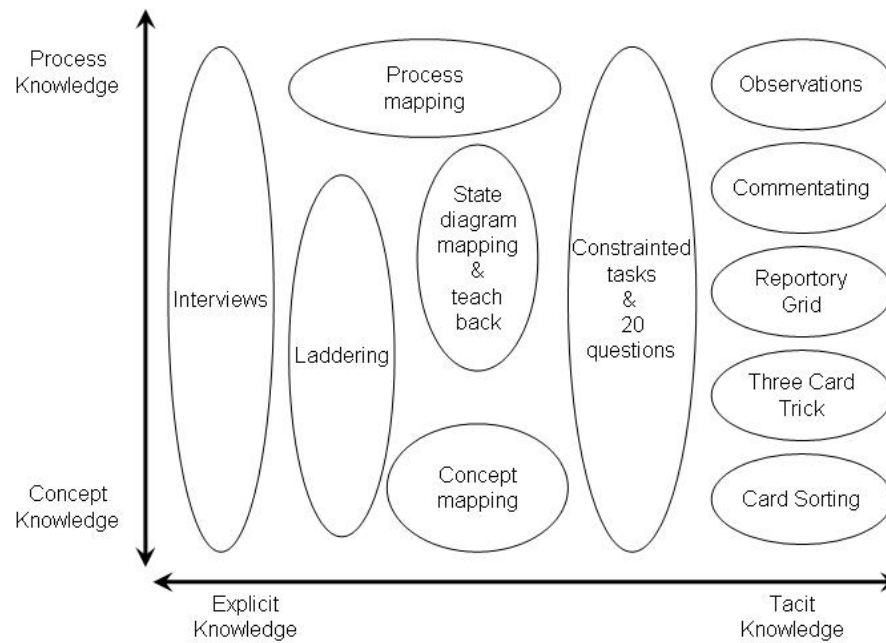 Process
Knowledge
Process
mapping
Observations
Commentating
State
diagram
mapping
&
teach
back
Constrainted
tasks
&
20
questions
Interviews
Laddering
Reportory
Grid
Three Card
Trick
Concept
mapping
Card Sorting
Concept
Knowledge
Explicit
Knowledge
Tacit
Knowledge